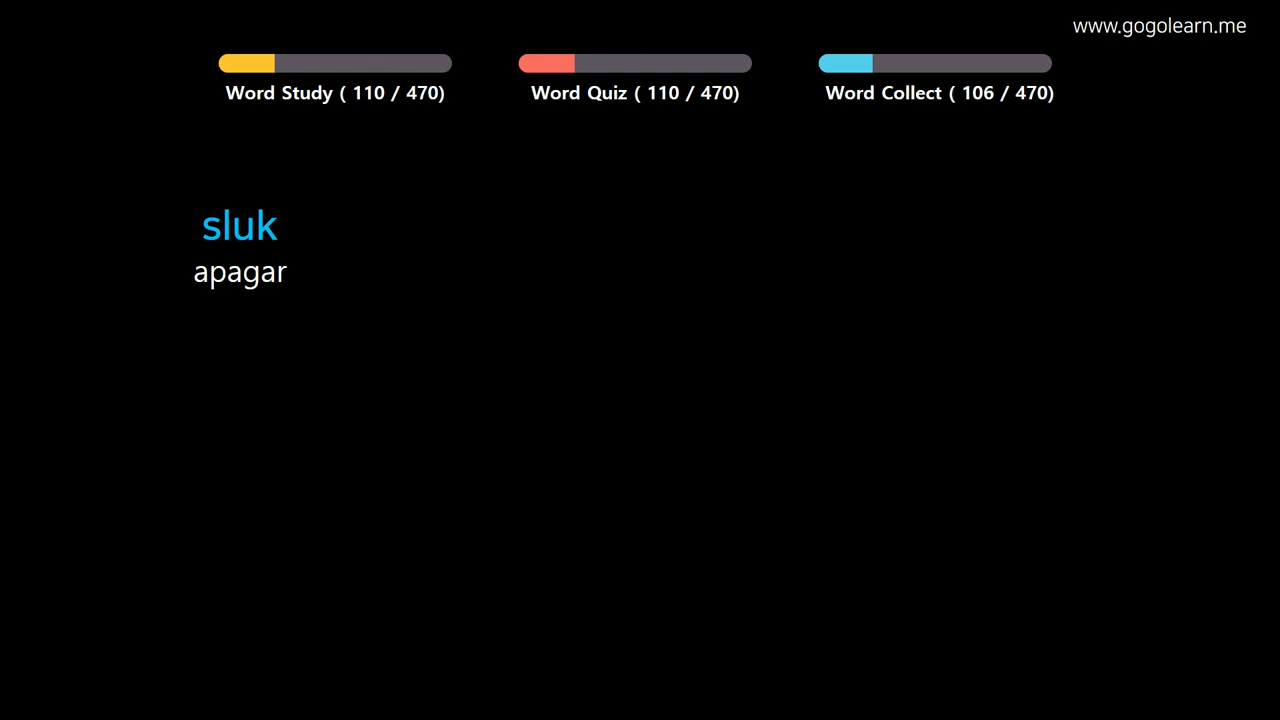 www.gogolearn.me
Word Study ( 110 / 470)
Word Quiz ( 110 / 470)
Word Collect ( 106 / 470)
sluk
apagar